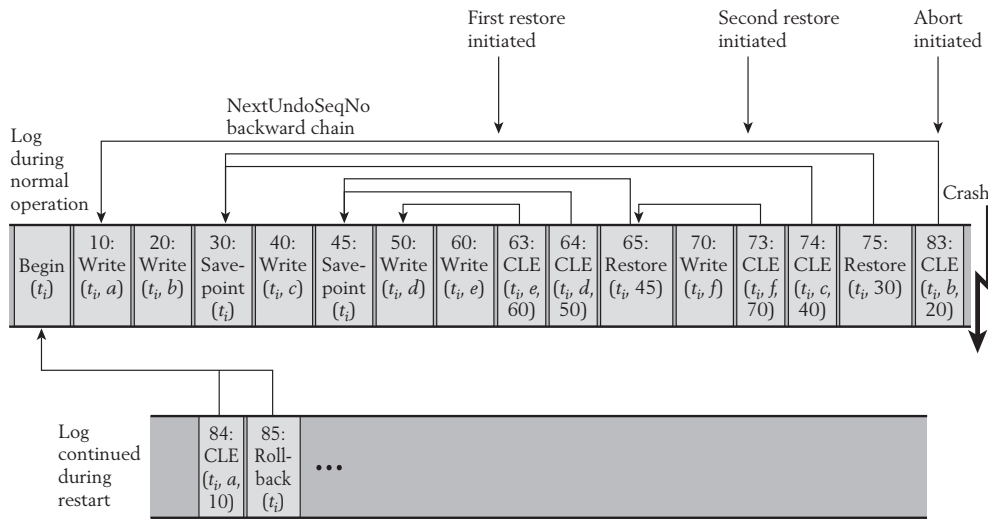 First restore
initiated
Second restore
initiated
Abort
initiated
NextUndoSeqNo
backward chain
Log
during
normal
operation
Crash
Begin
(ti)
10:
Write
(ti, a)
20:
Write
(ti, b)
30:
Save-
point
(ti)
40:
Write
(ti, c)
45:
Save-
point
(ti)
50:
Write
(ti, d)
60:
Write
(ti, e)
63:
CLE
(ti, e,
60)
64:
CLE
(ti, d,
50)
65:
Restore
(ti, 45)
70:
Write
(ti, f)
73:
CLE
(ti, f,
70)
74:
CLE
(ti, c,
40)
75:
Restore
(ti, 30)
83:
CLE
(ti, b,
20)
Log
continued
during
restart
84:
CLE
(ti, a,
10)
85:
Roll-
back
(ti)
•••